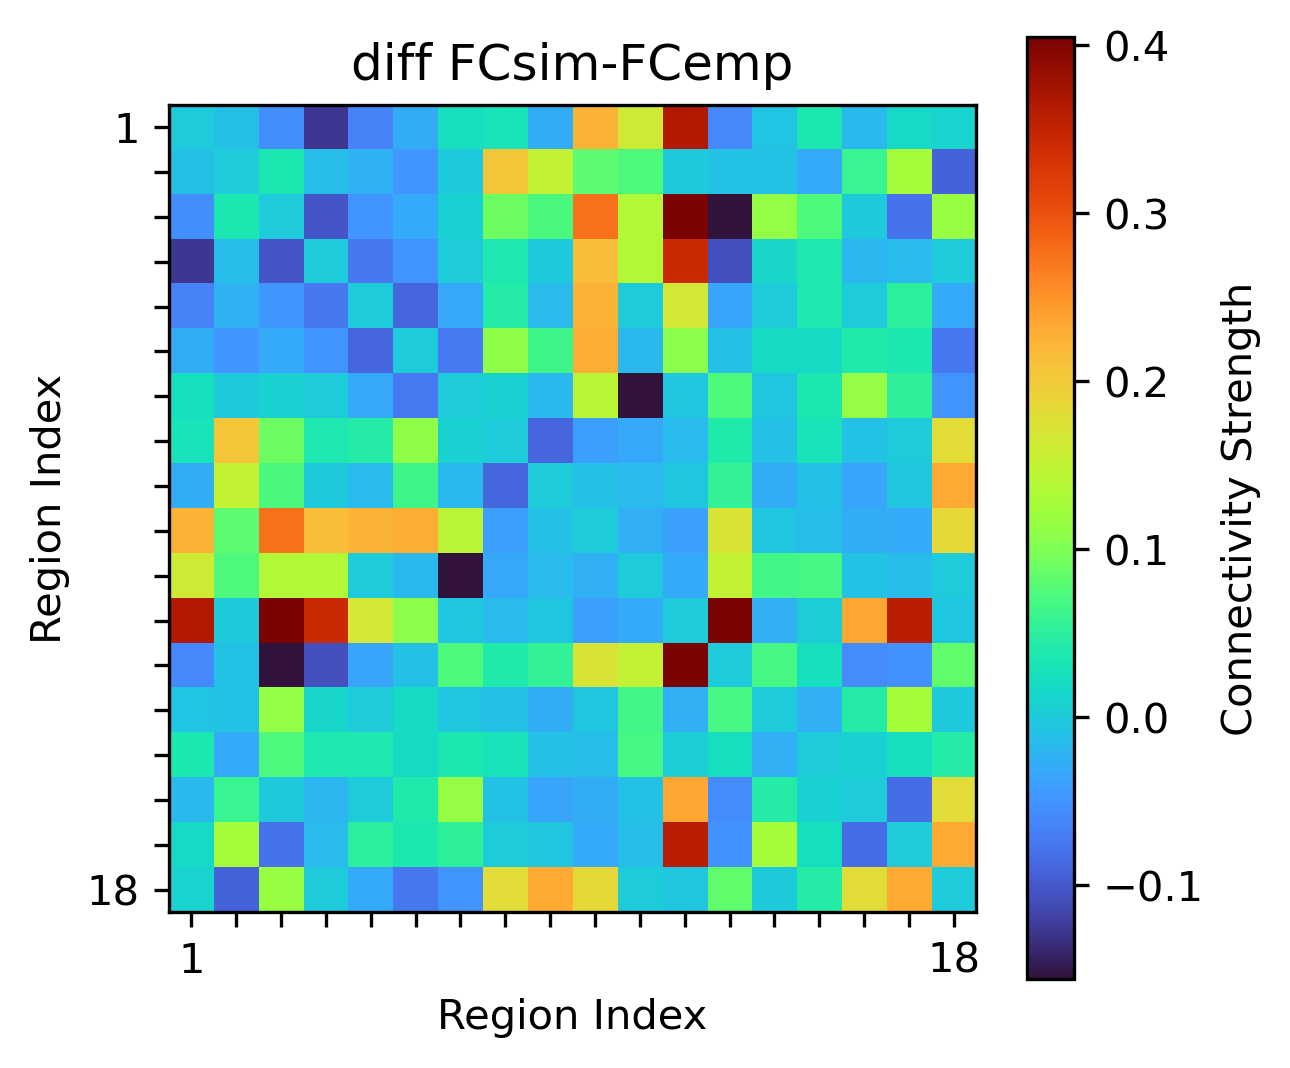 diff FCsim-FCemp
1
18
Region Index
1
18
Region Index
0.4
0.3
0.2
0.1
0.0
−0.1
Connectivity Strength